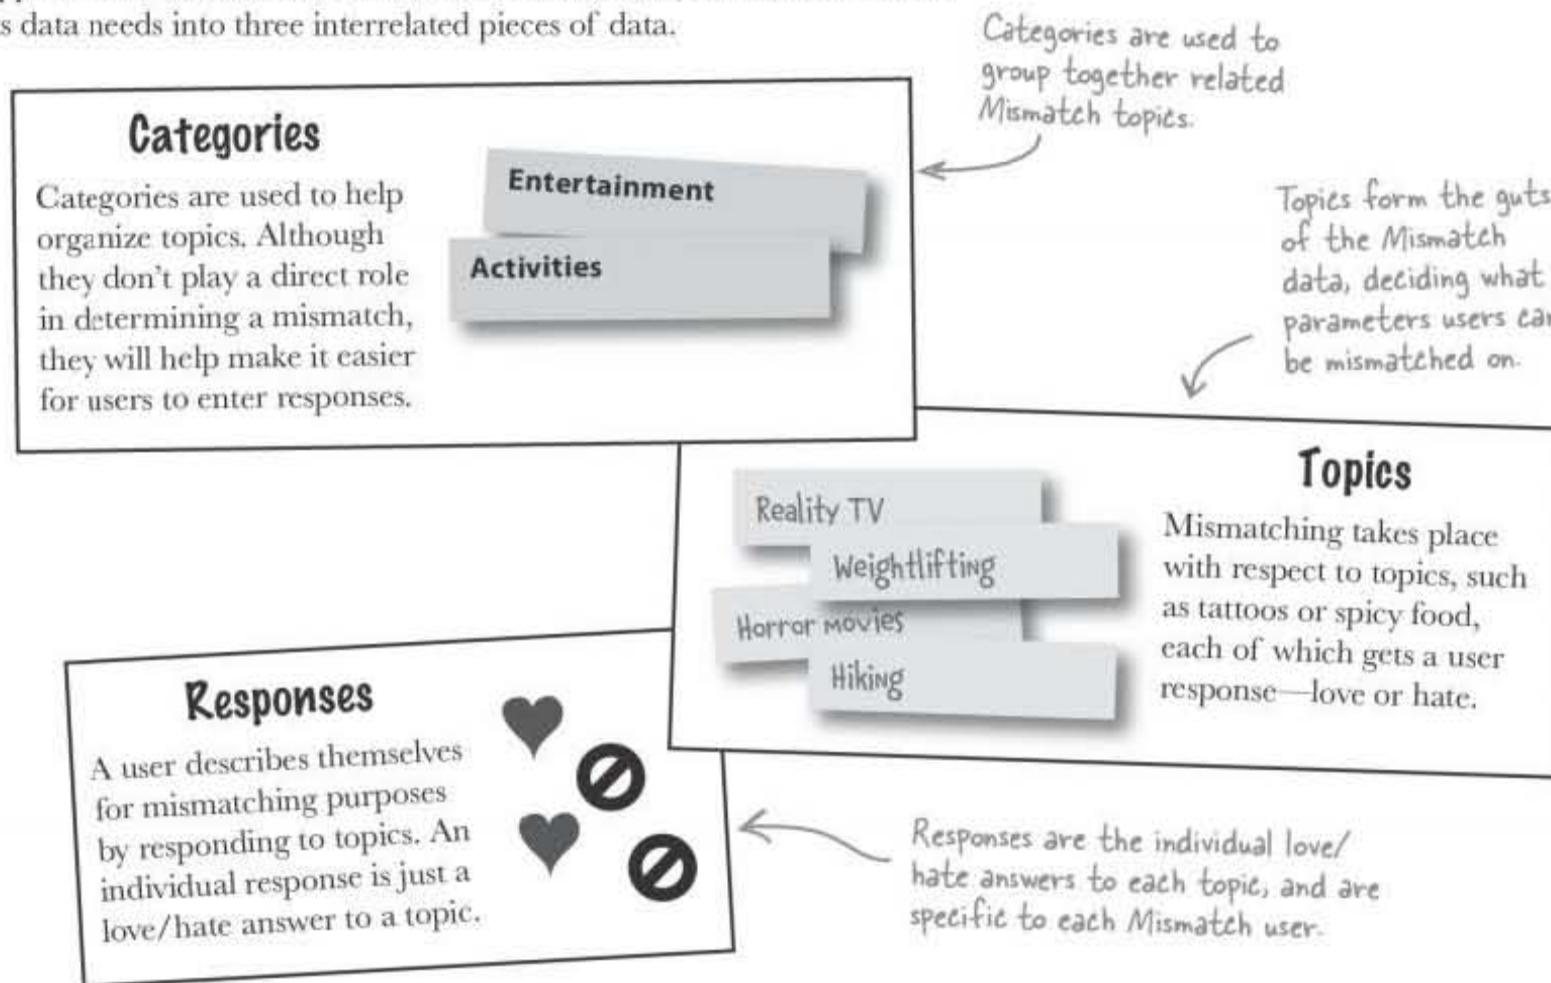 s data needs into three interrelated pieces of data.
Categories are used to
group together related
Mismatch topics.
Categories
Categories are used to help
organize topics. Although
they don't play a direct role
in determining a mismatch,
they will help make it easier
for users to enter responses.
Entertainment
Activities
Topics form the guts
of the Mismatch
data, deciding what
parameters users can
be mismatched on.
Topics
Mismatching takes place
with respect to topics, such
as tattoos or spicy food,
each of which gets a user
response—love or hate.
Reality TV
Weightlifting
Horror movies
Hiking
Responses
A user describes themselves
for mismatching purposes
by responding to topics. An
individual response is just a
love/hate answer to a topic.
Responses are the individual love/
hate answers to each topic, and are
specific to each Mismatch user.